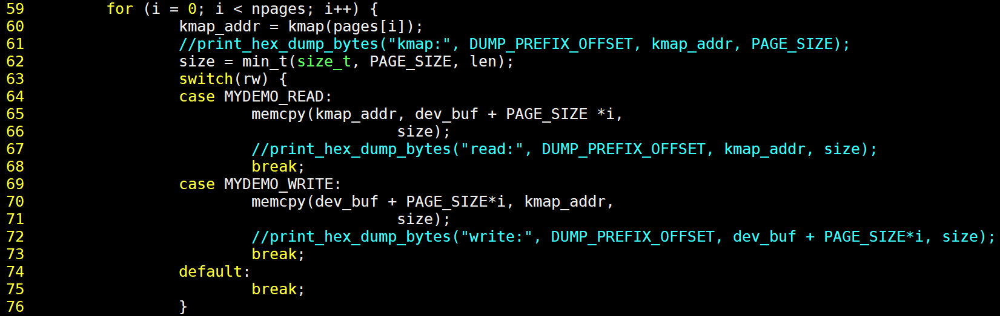 59         for (i = 0; i < npages; i++) {
60                 kmap_addr = kmap(pages[i]);
61                 //print_hex_dump_bytes("kmap:", DUMP_PREFIX_OFFSET, kmap_addr, PAGE_SIZE);
62                 size = min_t(size_t, PAGE_SIZE, len);
63                 switch(rw) {
64                 case MYDEMO_READ:
65                         memcpy(kmap_addr, dev_buf + PAGE_SIZE *i,
66                                         size);
67                         //print_hex_dump_bytes("read:", DUMP_PREFIX_OFFSET, kmap_addr, size);
68                         break;
69                 case MYDEMO_WRITE:
70                         memcpy(dev_buf + PAGE_SIZE*i, kmap_addr,
71                                         size);
72                         //print_hex_dump_bytes("write:", DUMP_PREFIX_OFFSET, dev_buf + PAGE_SIZE*i, size);
73                         break;
74                 default:
75                         break;
76                 }